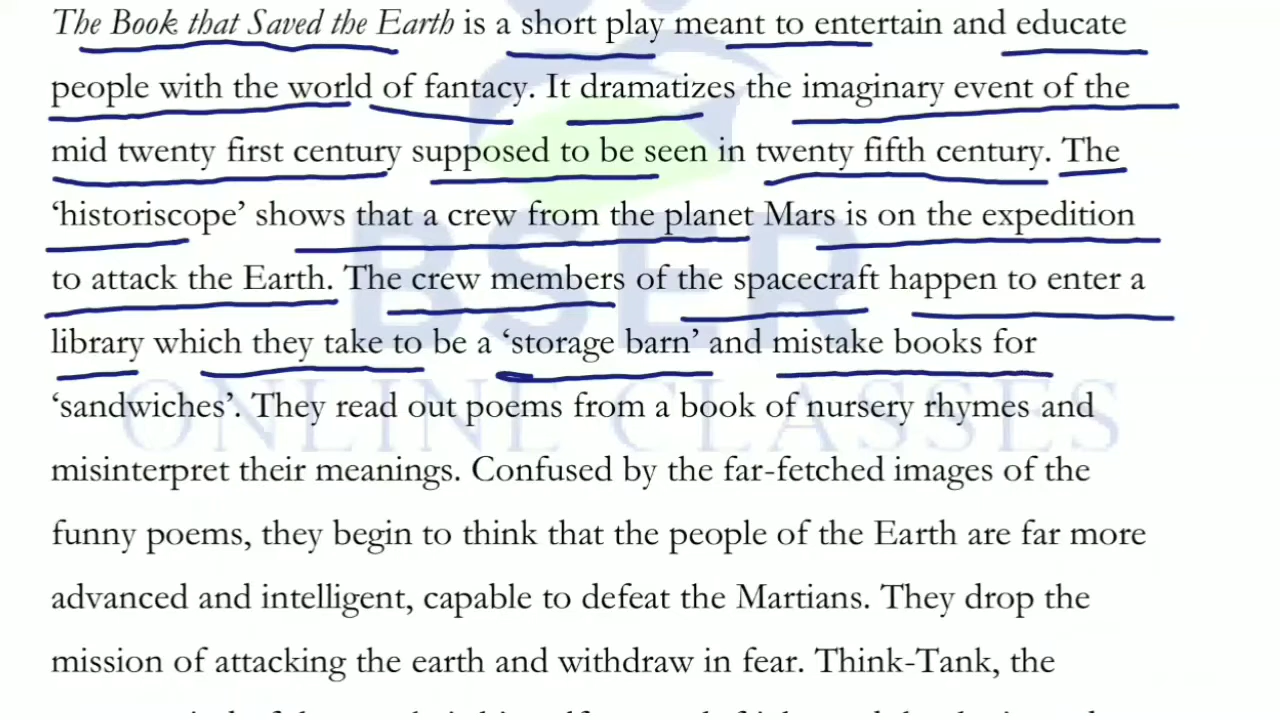 The Book that Saved the Earth is a short play meant to entertain and educate
people with the world of fantacy. It dramatizes the imaginary event of the
mid twenty first century supposed to be seen in twenty fifth century. The
‘historiscope’ shows that a crew from the planet Mars is on the expedition
to attack the Earth. The crew members of the spacecraft happen to enter a
library which they take to be a ‘storage barn’ and mistake books for
‘sandwiches’. They read out poems from a book of nursery rhymes and
misinterpret their meanings. Confused by the far-fetched images of the
funny poems, they begin to think that the people of the Earth are far more
advanced and intelligent, capable to defeat the Martians. They drop the
mission of attacking the earth and withdraw in fear. Think-Tank, the
BSER
ONLINE CLASSES